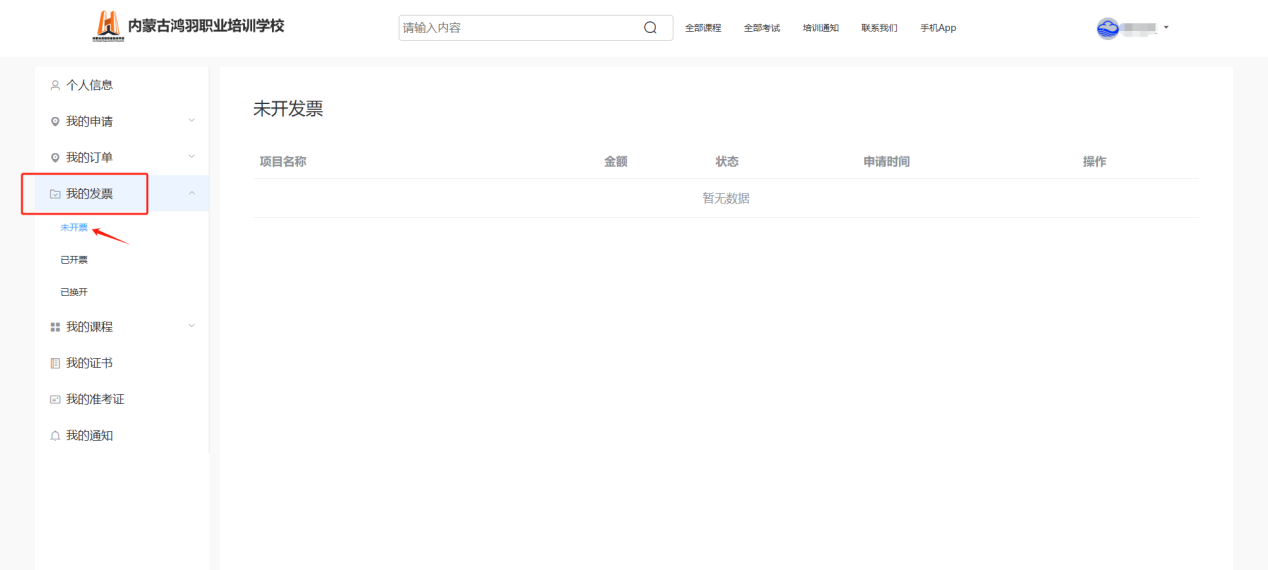 内蒙古鸿羽职业培训学校
请输入内容
全部课程 全部考试 培训通知 联系我们 手机App
个人信息
我的申请
我的订单
我的发票
未开票
已开票
已换开
我的课程
我的证书
我的准考证
我的通知
未开发票
项目名称 金额 状态 申请时间 操作
暂无数据